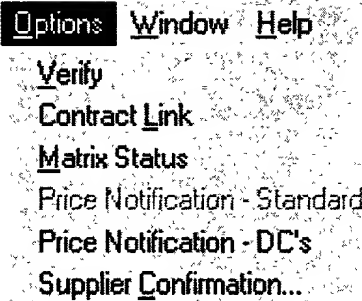 Options Window Help
Verify
Contract Link
Matrix Status
Price Notification - Standard
Price Notification - DC's
Supplier Confirmation...